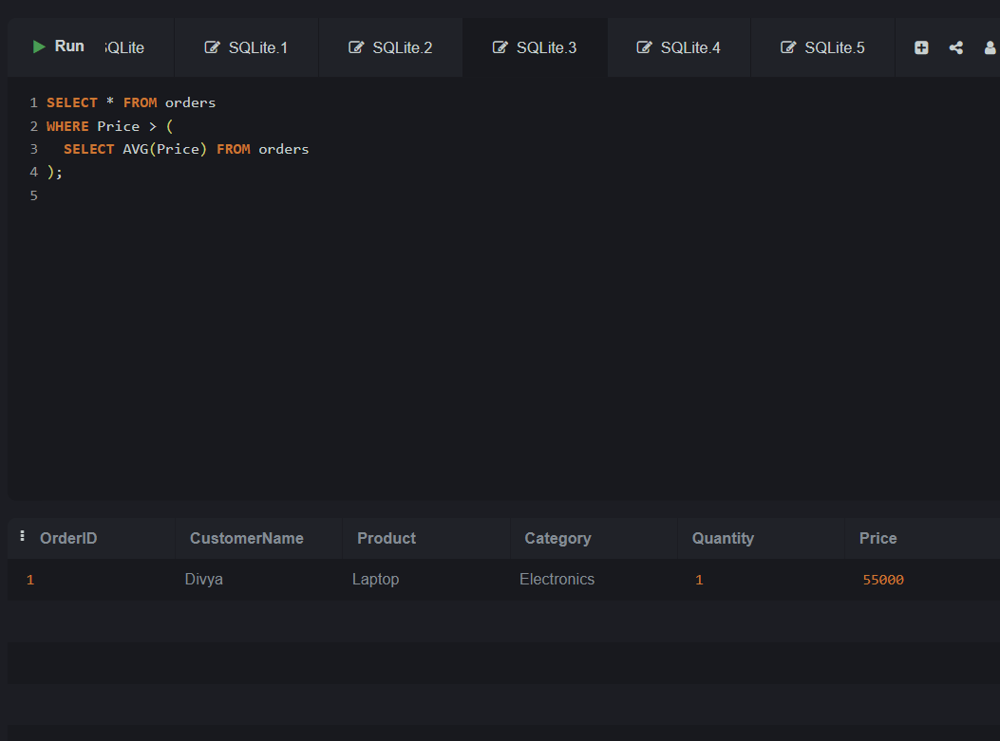 Run SQLite SQLite.1 SQLite.2 SQLite.3 SQLite.4 SQLite.5
1 SELECT * FROM orders
2 WHERE Price > (
3 SELECT AVG(Price) FROM orders
4 );
5
OrderID CustomerName Product Category Quantity Price
1 Divya Laptop Electronics 1 55000